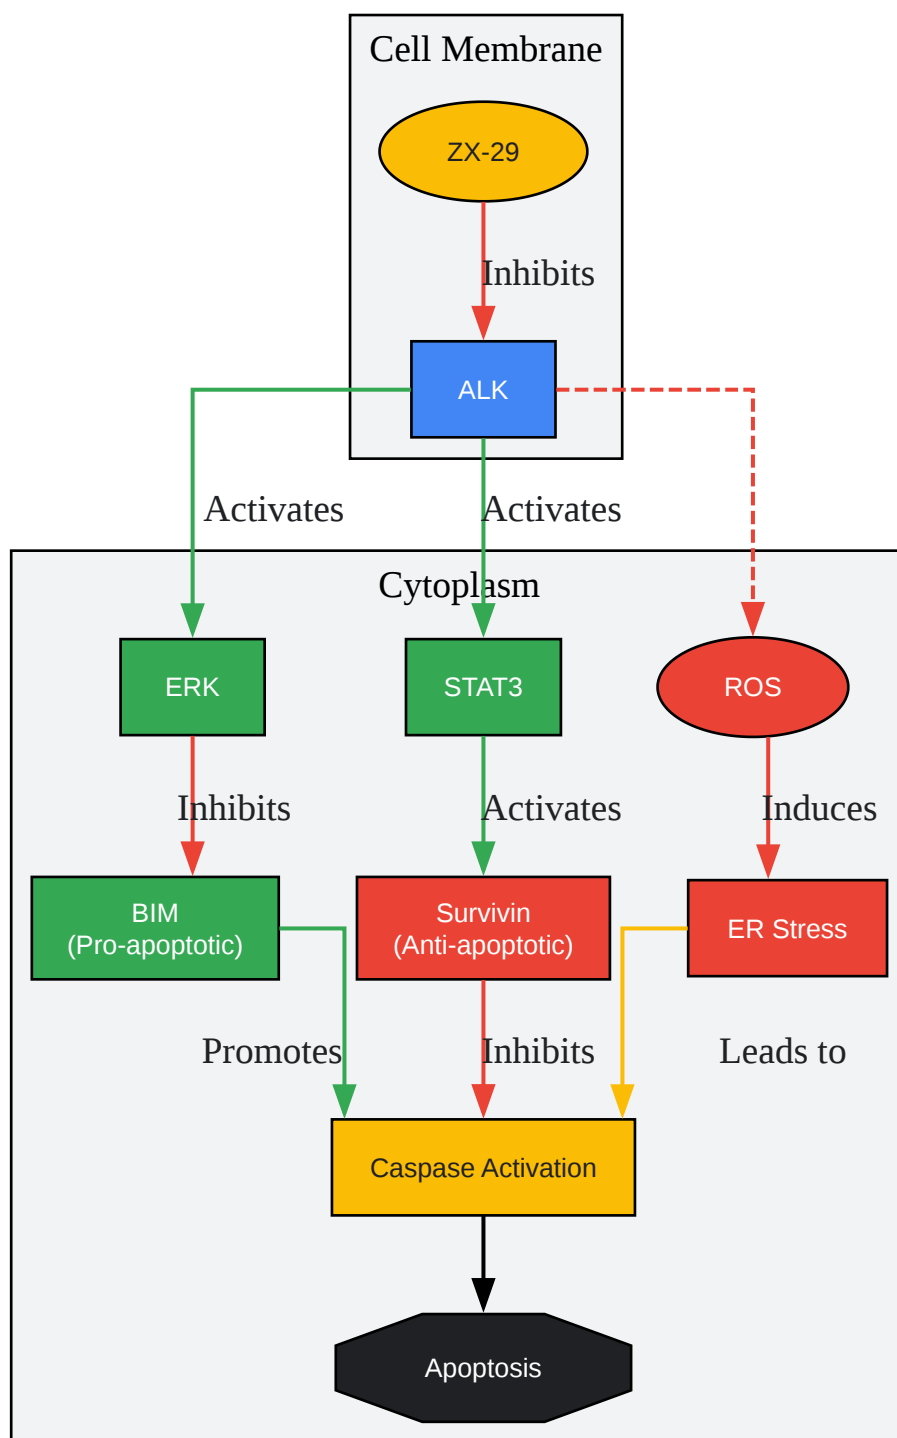 Cell Membrane
ZX-29
Inhibits
ALK
Activates
Activates
Cytoplasm
ERK
STAT3
ROS
Inhibits
Activates
Induces
BIM
(Pro-apoptotic)
Survivin
(Anti-apoptotic)
ER Stress
Promotes
Inhibits
Leads to
Caspase Activation
Apoptosis